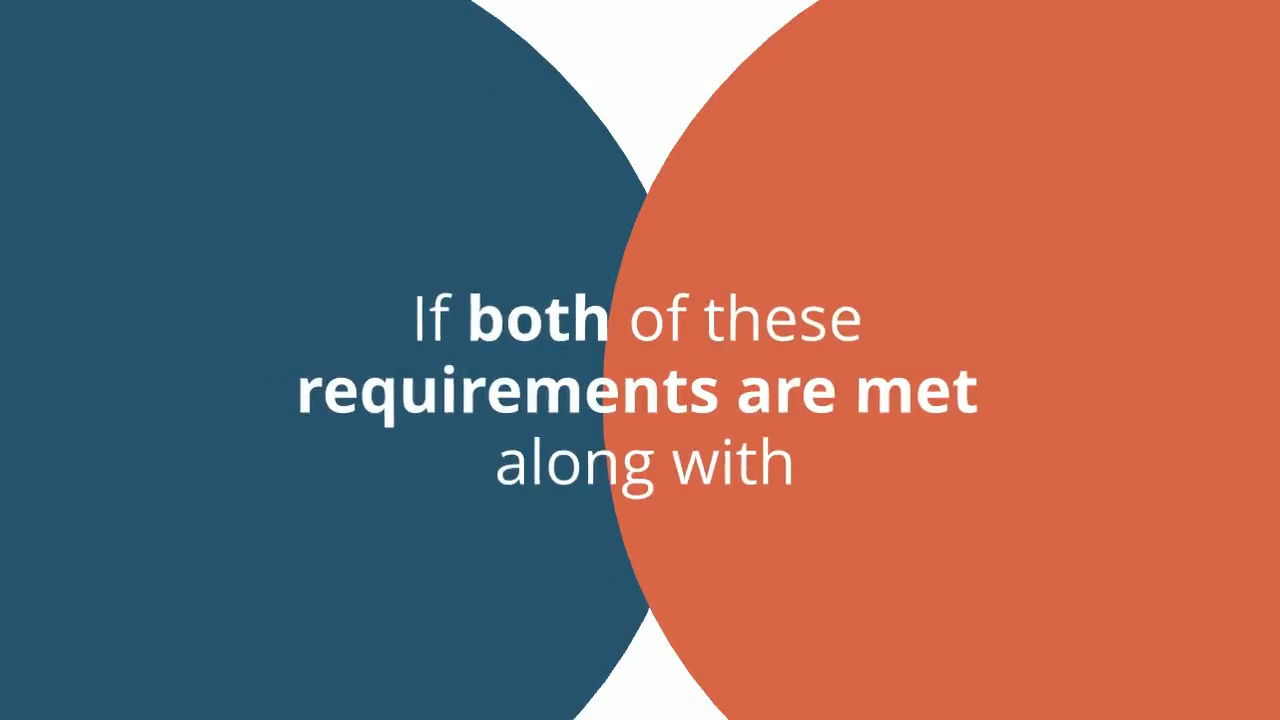 If both of these
requirements are met
along with